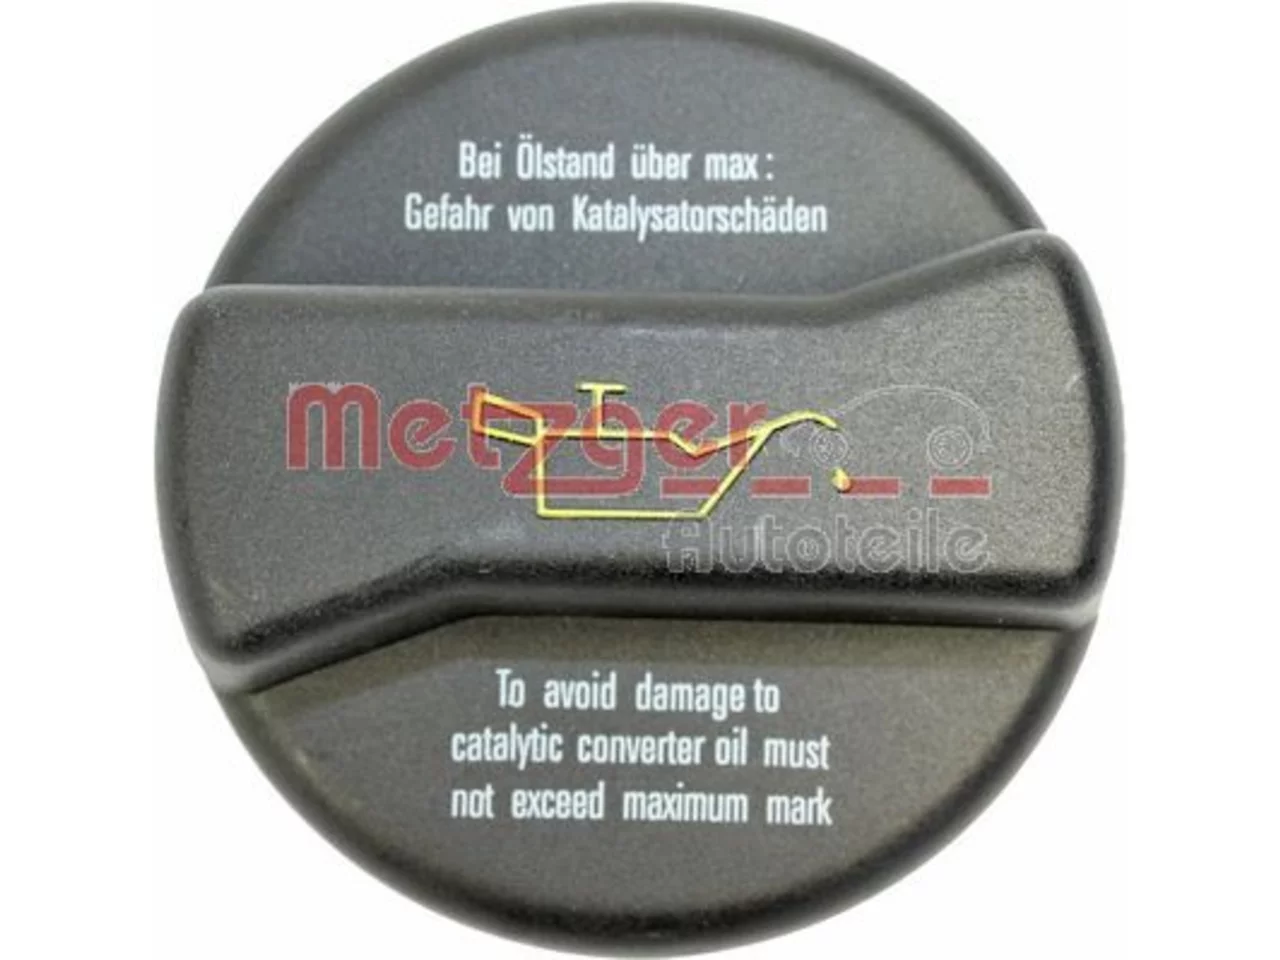 Bei Ölstand über max:
Gefahr von Katalysatorschäden
Metzger
Autoteile
To avoid damage to
catalytic converter oil must
not exceed maximum mark